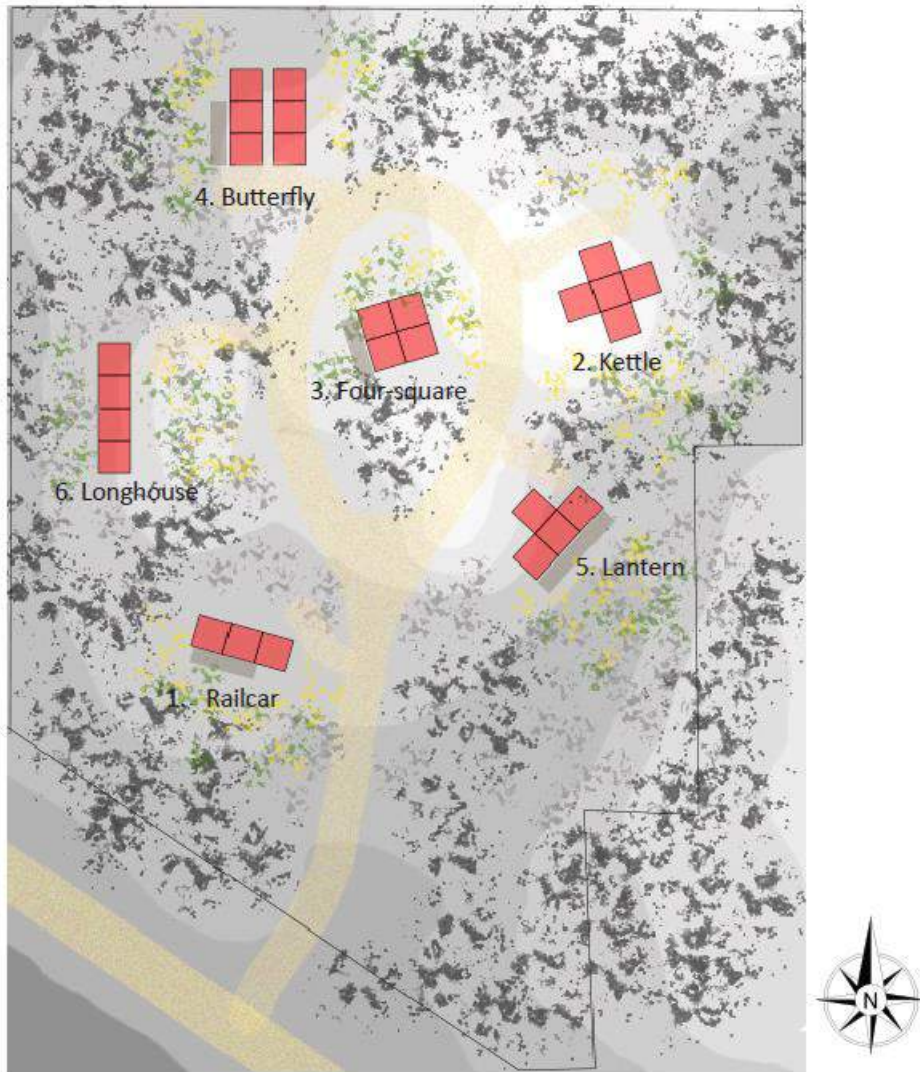 4. Butterfly
2. Kettle
3. Four-square
6. Longhouse
5. Lantern
1. Railcar
N